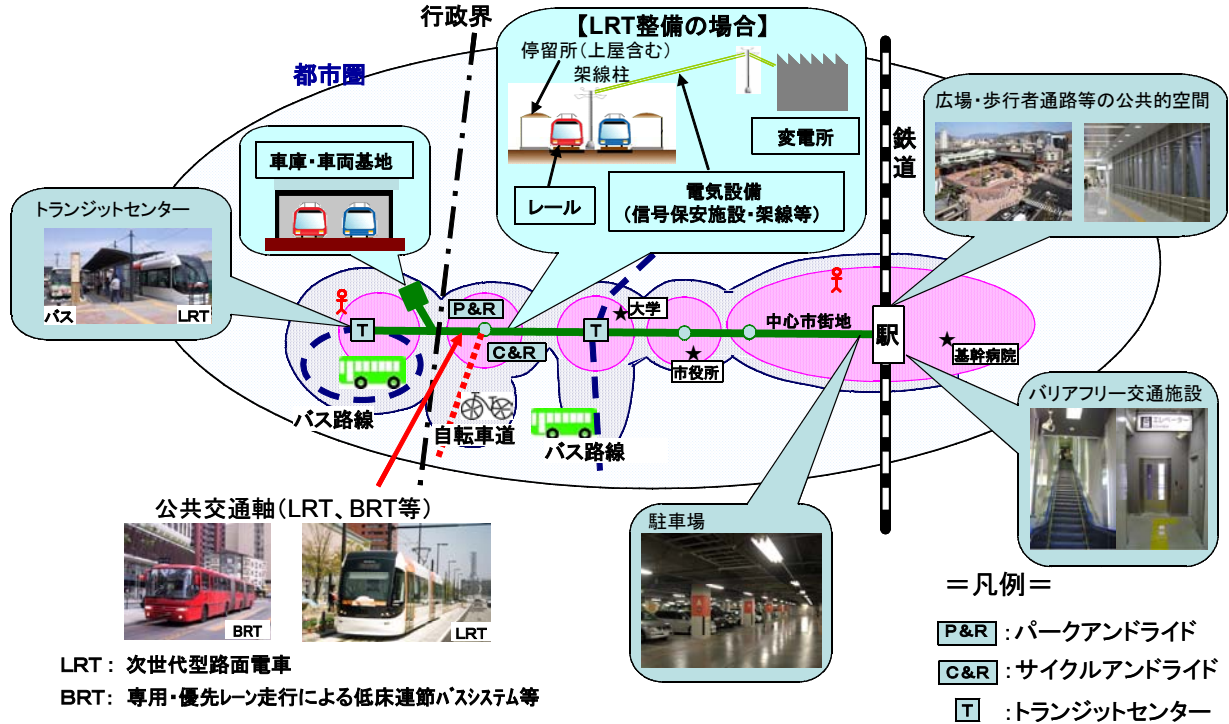 行政界
都市圏
【LRT整備の場合】
停留所(上屋含む)
架線柱
変電所
レール
電気設備
(信号保安施設・架線等)
鉄道
広場・歩行者通路等の公共的空間
車庫・車両基地
トランジットセンター
バス
LRT
P&R
C&R
T
T
大学
市役所
中心市街地
駅
基幹病院
バス路線
自転車道
バス路線
バリアフリー交通施設
エレベーター
公共交通軸(LRT、BRT等)
BRT
LRT
駐車場
LRT: 次世代型路面電車
BRT: 専用・優先レーン走行による低床連節バスシステム等
=凡例=
P&R :パークアンドライド
C&R :サイクルアンドライド
T :トランジットセンター